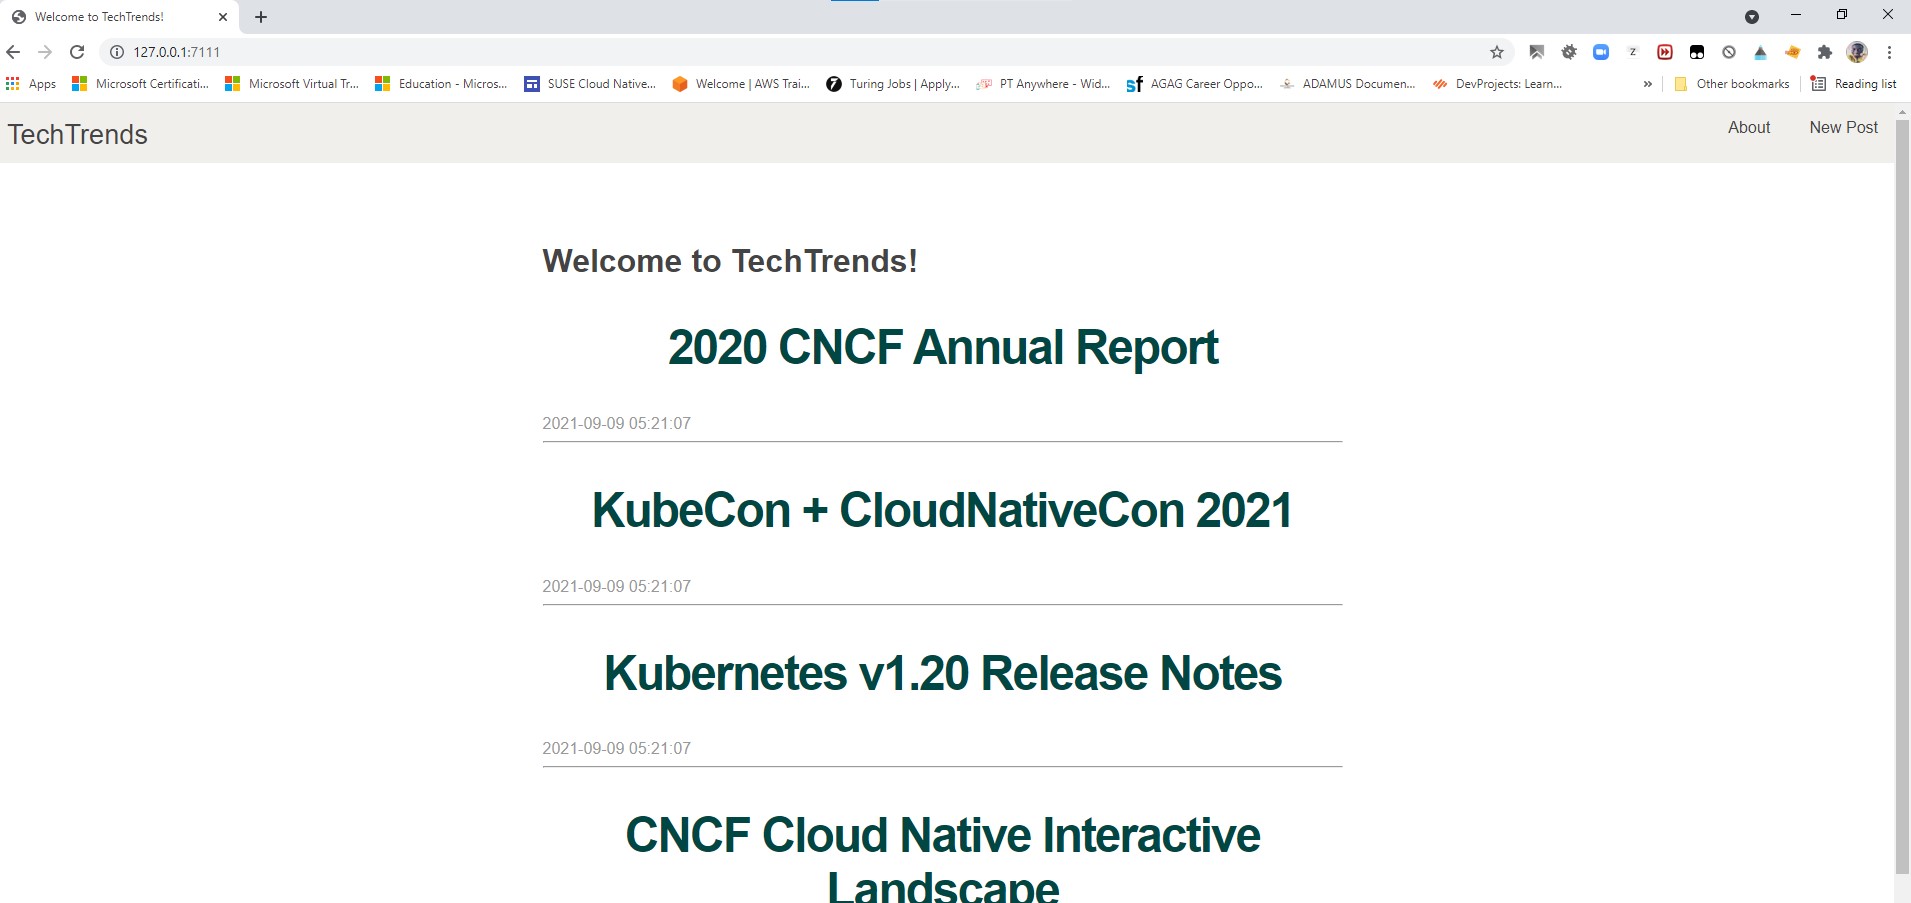 Welcome to TechTrends!
127.0.0.1:7111
Apps Microsoft Certificati... Microsoft Virtual Tr... Education - Micros... SUSE Cloud Native... Welcome | AWS Trai... Turing Jobs | Apply... PT Anywhere - Wid... AGAG Career Oppo... ADAMUS Documen... DevProjects: Learn... » Other bookmarks Reading list
TechTrends About New Post
Welcome to TechTrends!
2020 CNCF Annual Report
2021-09-09 05:21:07
KubeCon + CloudNativeCon 2021
2021-09-09 05:21:07
Kubernetes v1.20 Release Notes
2021-09-09 05:21:07
CNCF Cloud Native Interactive
Landscape